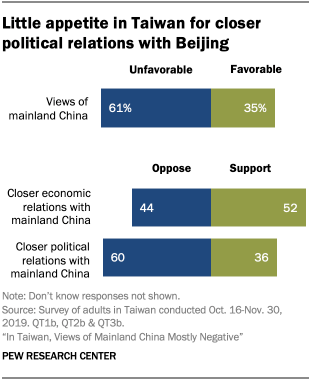 Little appetite in Taiwan for closer
political relations with Beijing
Unfavorable Favorable
Views of
mainland China
61% 35%
Oppose Support
Closer economic
relations with
mainland China
44 52
Closer political
relations with
mainland China
60 36
Note: Don’t know responses not shown.
Source: Survey of adults in Taiwan conducted Oct. 16-Nov. 30,
2019. QT1b, QT2b & QT3b.
“In Taiwan, Views of Mainland China Mostly Negative”
PEW RESEARCH CENTER